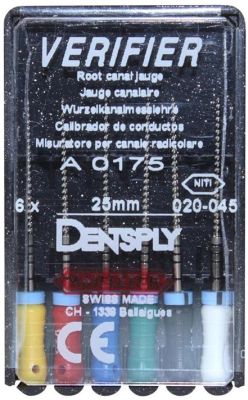 VERIFIER
Root canal gauge
Jauge canalaire
Wurzelkanalmesslehre
Calibrador de conductos
Misuratore per canale radicolare
A 0175
NITI
6 x 25mm 020-045
DENTSPLY
SWISS MADE
CH - 1339 Ballaigues
CE